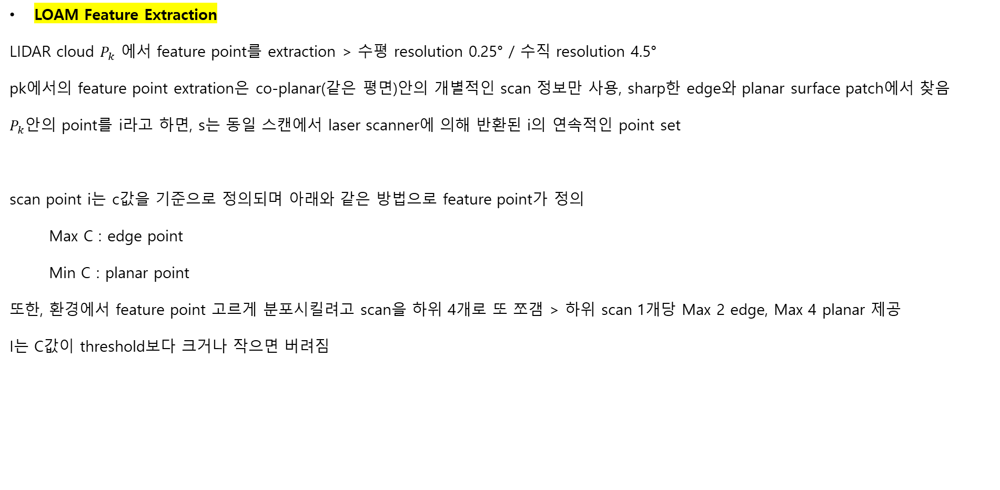 • LOAM Feature Extraction
LIDAR cloud P_k 에서 feature point를 extraction > 수평 resolution 0.25° / 수직 resolution 4.5°
pk에서의 feature point extration은 co-planar(같은 평면)안의 개별적인 scan 정보만 사용, sharp한 edge와 planar surface patch에서 찾음
P_k안의 point를 i라고 하면, s는 동일 스캔에서 laser scanner에 의해 반환된 i의 연속적인 point set
scan point i는 c값을 기준으로 정의되며 아래와 같은 방법으로 feature point가 정의
Max C : edge point
Min C : planar point
또한, 환경에서 feature point 고르게 분포시킬려고 scan을 하위 4개로 또 쪼갬 > 하위 scan 1개당 Max 2 edge, Max 4 planar 제공
I는 C값이 threshold보다 크거나 작으면 버려짐